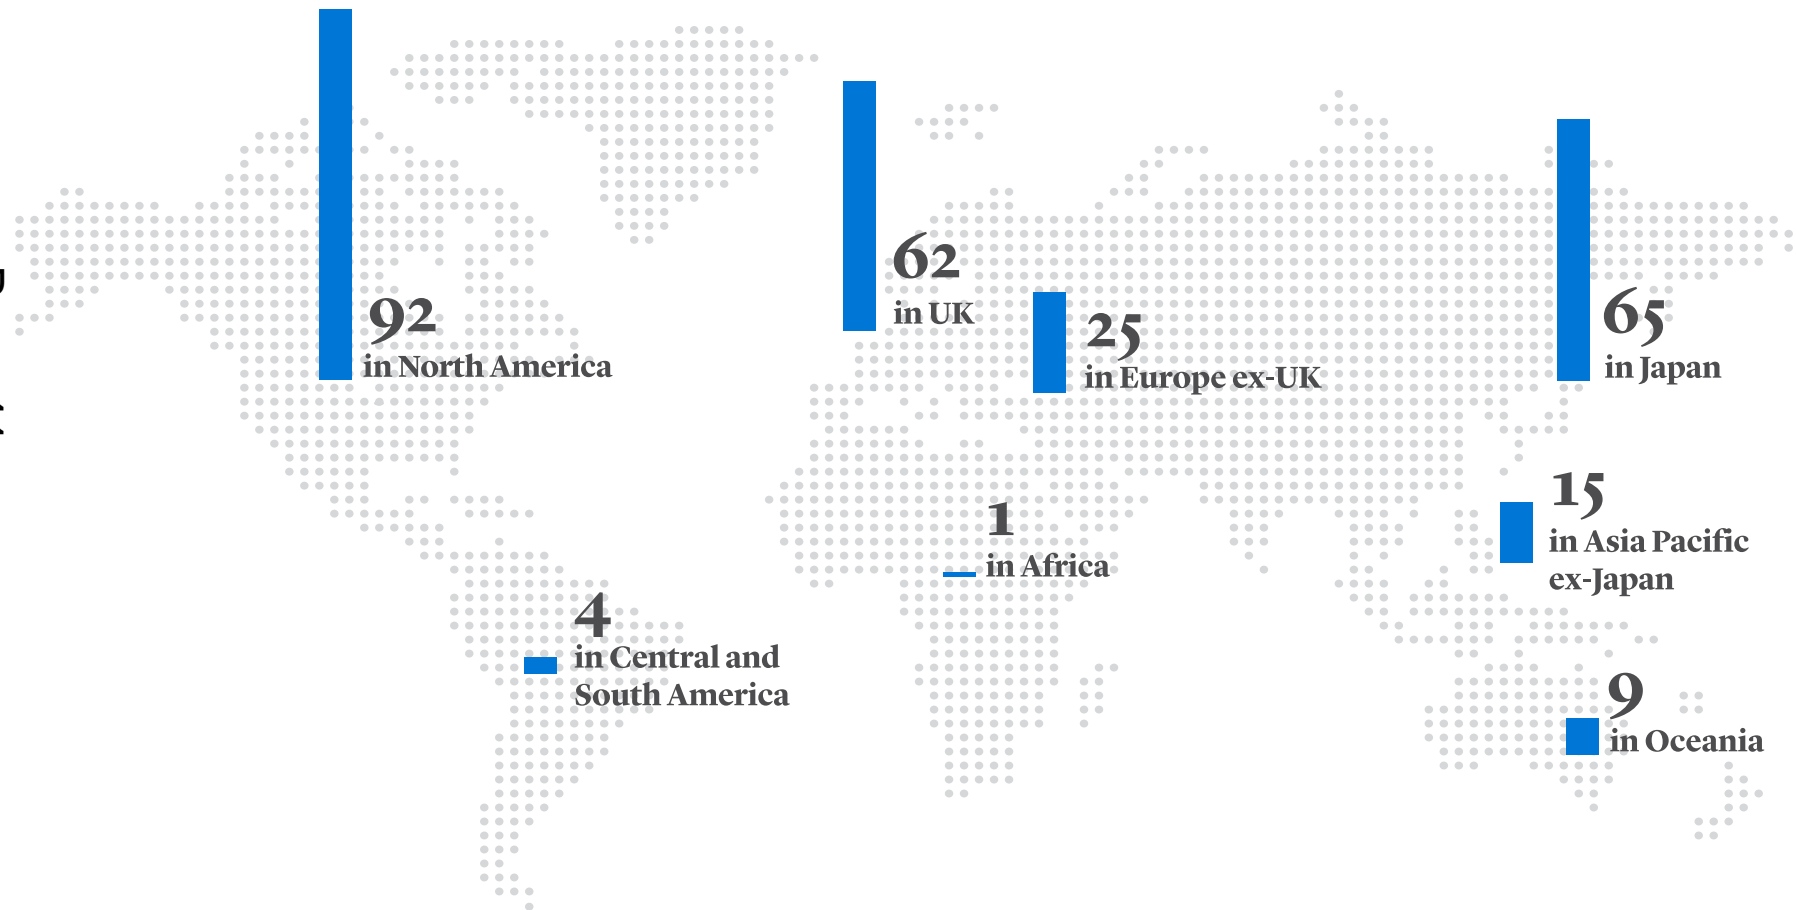 92
in North America
62
in UK
25
in Europe ex-UK
65
in Japan
15
in Asia Pacific
ex-Japan
1
in Africa
4
in Central and
South America
9
in Oceania